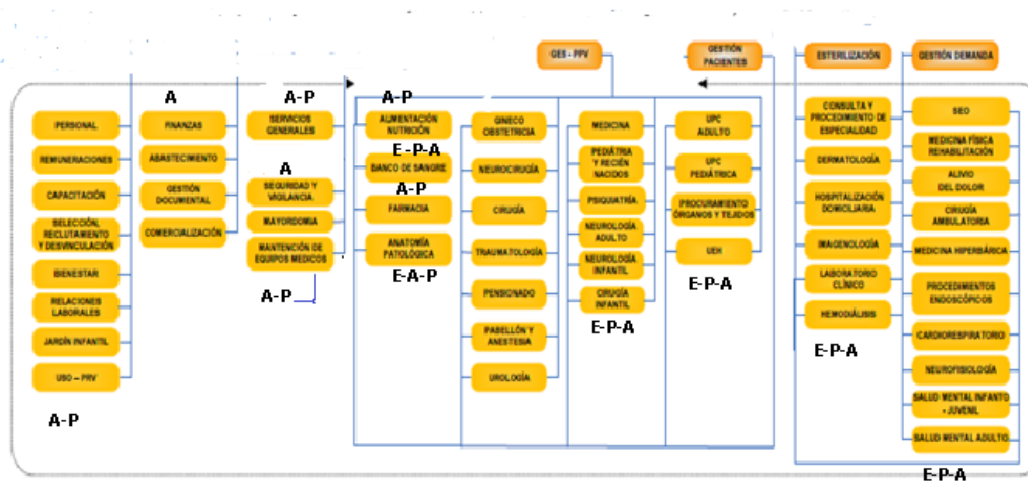 GES - PPV
GESTIÓN
PACIENTES
ESTERILIZACIÓN
GESTIÓN DEMANDA
A
A-P
A-P
PERSONAL
REMUNERACIONES
CAPACITACIÓN
SELECCIÓN,
RECLUTAMIENTO
Y DESVINCULACIÓN
BIENESTAR
RELACIONES
LABORALES
JARDÍN INFANTIL
USO – PRV
A-P
FINANZAS
ABASTECIMIENTO
GESTIÓN
DOCUMENTAL
COMERCIALIZACIÓN
SERVICIOS
GENERALES
A
SEGURIDAD Y
VIGILANCIA
MAYORDOMIA
MANTENCIÓN DE
EQUIPOS MEDICOS
A-P
ALIMENTACIÓN
NUTRICIÓN
E-P-A
BANCO DE SANGRE
A-P
FARMACIA
ANATOMÍA
PATOLÓGICA
E-A-P
GINECO
OBSTETRICIA
NEUROCIRUGÍA
CIRUGÍA
TRAUMATOLOGÍA
PENSIONADO
PABELLÓN Y
ANESTESIA
UROLOGÍA
MEDICINA
PEDIATRIA
Y RECIÉN
NACIDOS
PSIQUIATRÍA
NEUROLOGÍA
ADULTO
NEUROLOGÍA
INFANTIL
CIRUGÍA
INFANTIL
E-P-A
UPC
ADULTO
UPC
PEDIÁTRICA
PROCURAMIENTO
ÓRGANOS Y TEJIDOS
UEH
E-P-A
CONSULTA Y
PROCEDIMIENTO DE
ESPECIALIDAD
DERMATOLOGÍA
HOSPITALIZACIÓN
DOMICILIARIA
IMAGENOLOGÍA
LABORATORIO
CLÍNICO
HEMODIÁLISIS
E-P-A
SEO
MEDICINA FÍSICA
REHABILITACIÓN
ALIVIO
DEL DOLOR
CIRUGÍA
AMBULATORIA
MEDICINA HIPERBÁRICA
PROCEDIMIENTOS
ENDOSCÓPICOS
CARDIORESPIRATORIO
NEUROFISIOLOGÍA
SALUD MENTAL INFANTO
- JUVENIL
SALUD MENTAL ADULTO
E-P-A